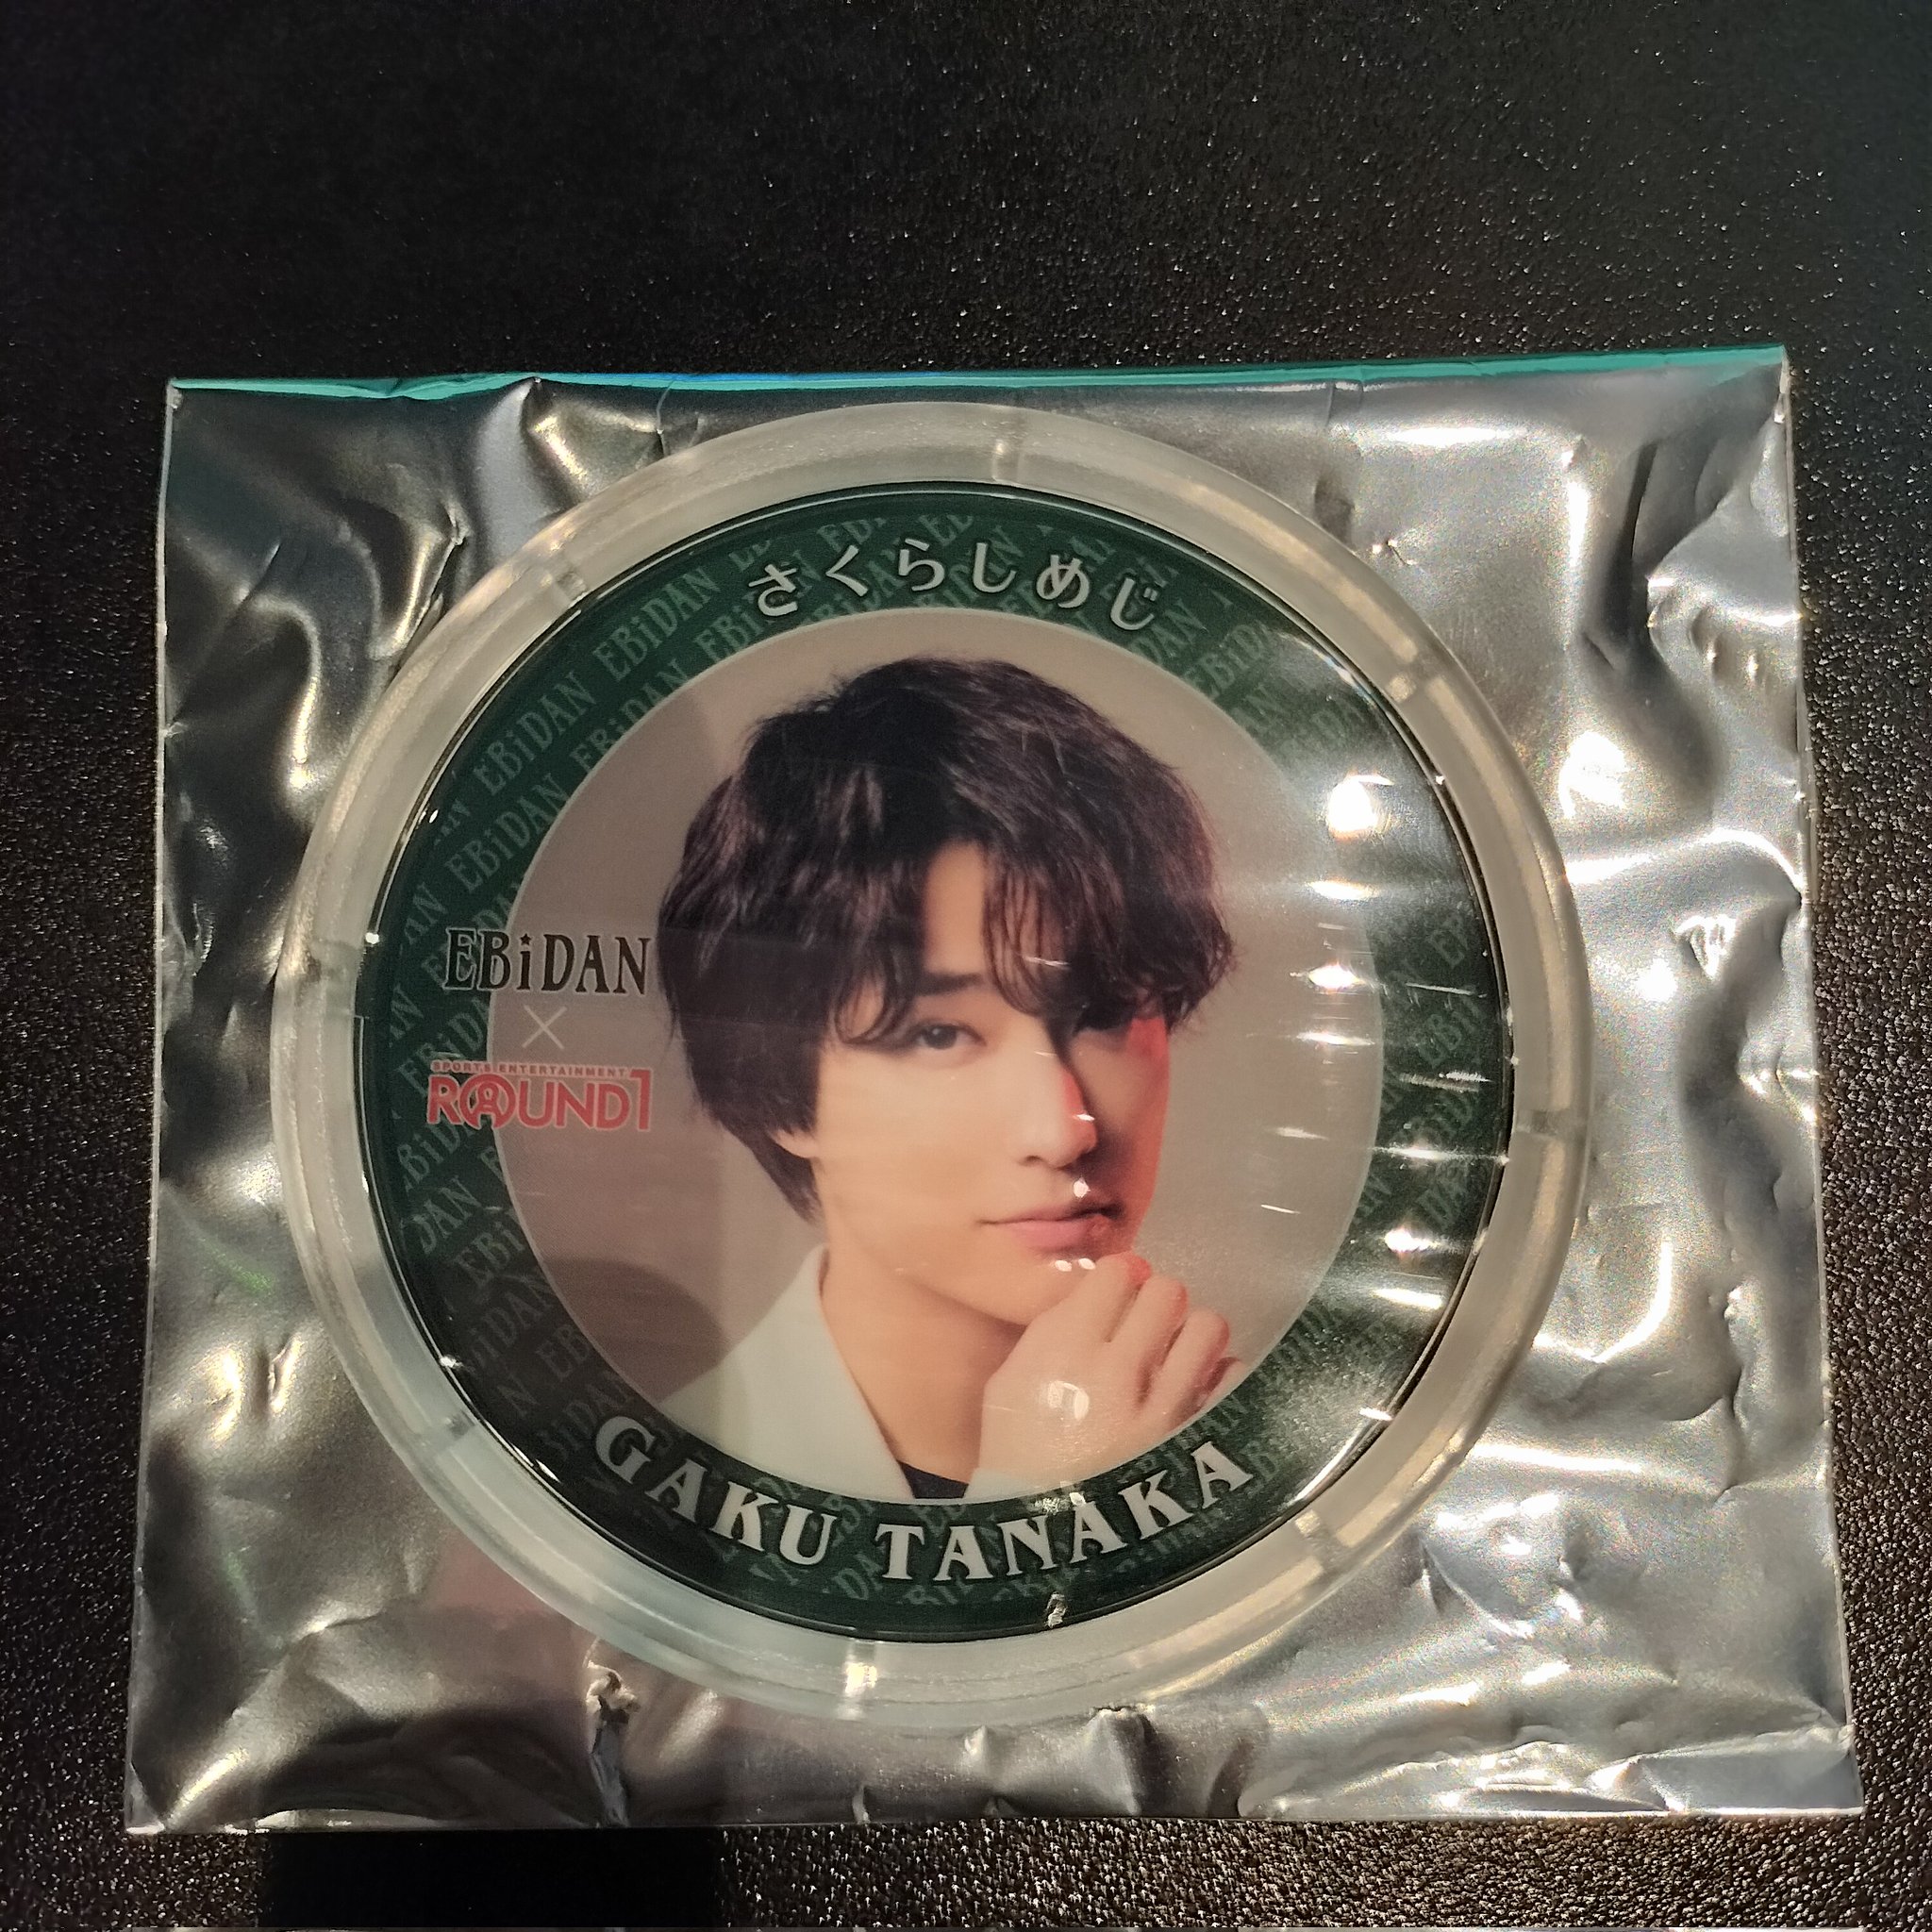 さくらしめじ
EBiDAN
×
SPORTS ENTERTAINMENT
ROUND1
GAKU TANAKA